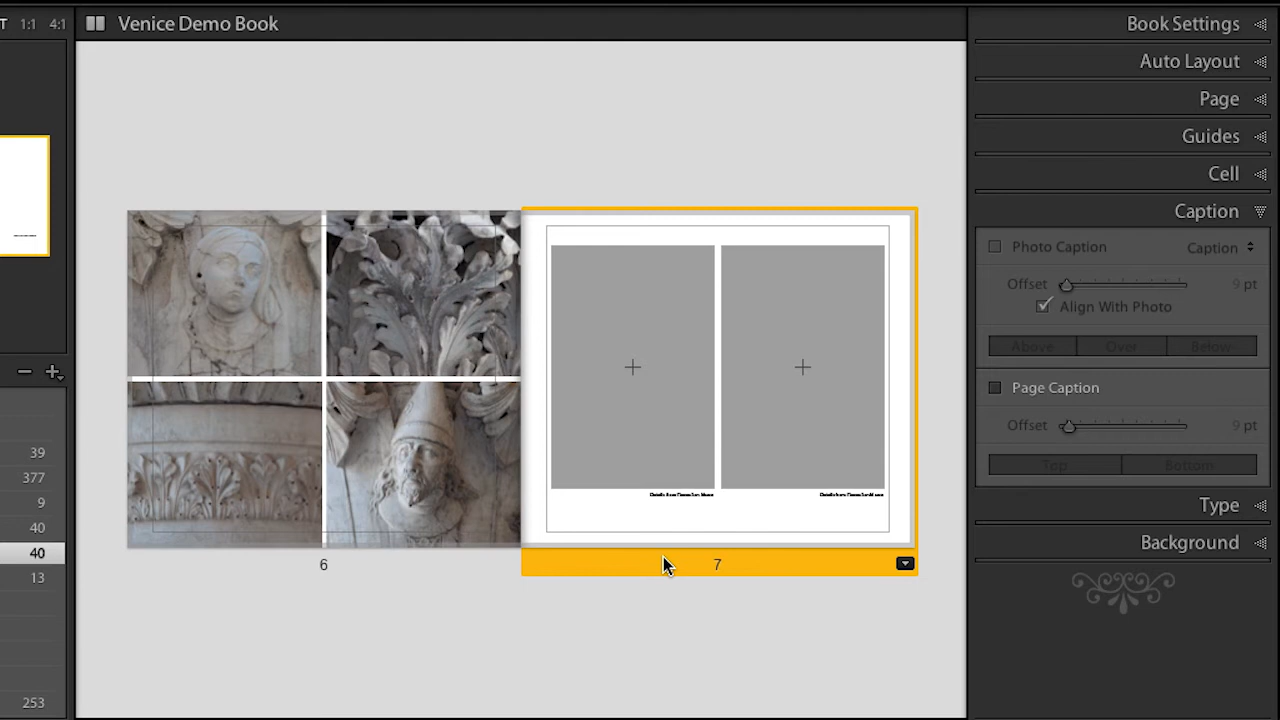 T 1:1 4:1
Venice Demo Book
Book Settings
Auto Layout
Page
Guides
Cell
Caption
Photo Caption Caption
Offset 9 pt
Align With Photo
Above Over Below
Page Caption
Offset 9 pt
Top Bottom
Type
Background
39
377
9
40
40
13
253
6
7